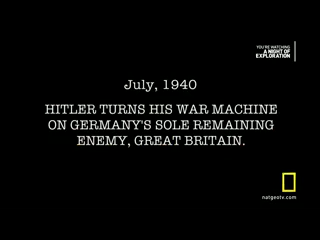 YOU'RE WATCHING
A NIGHT OF
EXPLORATION
July, 1940
HITLER TURNS HIS WAR MACHINE
ON GERMANY'S SOLE REMAINING
ENEMY, GREAT BRITAIN.
natgeotv.com